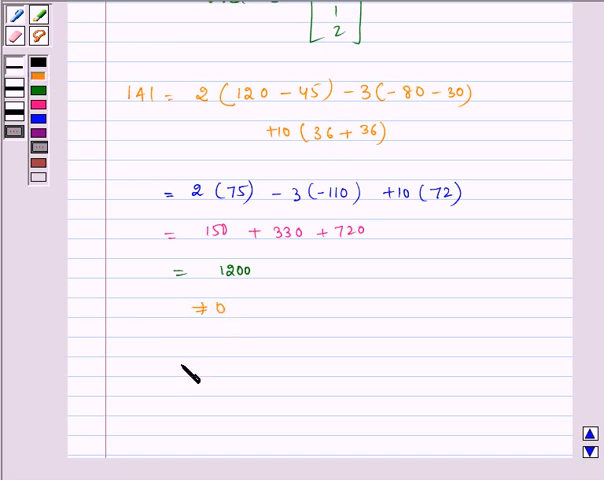 1
2
|A| = 2 (120 - 45) - 3(-80 - 30)
+10 (36 + 36)
= 2 (75) - 3(-110) +10 (72)
= 150 + 330 + 720
= 1200
≠ 0